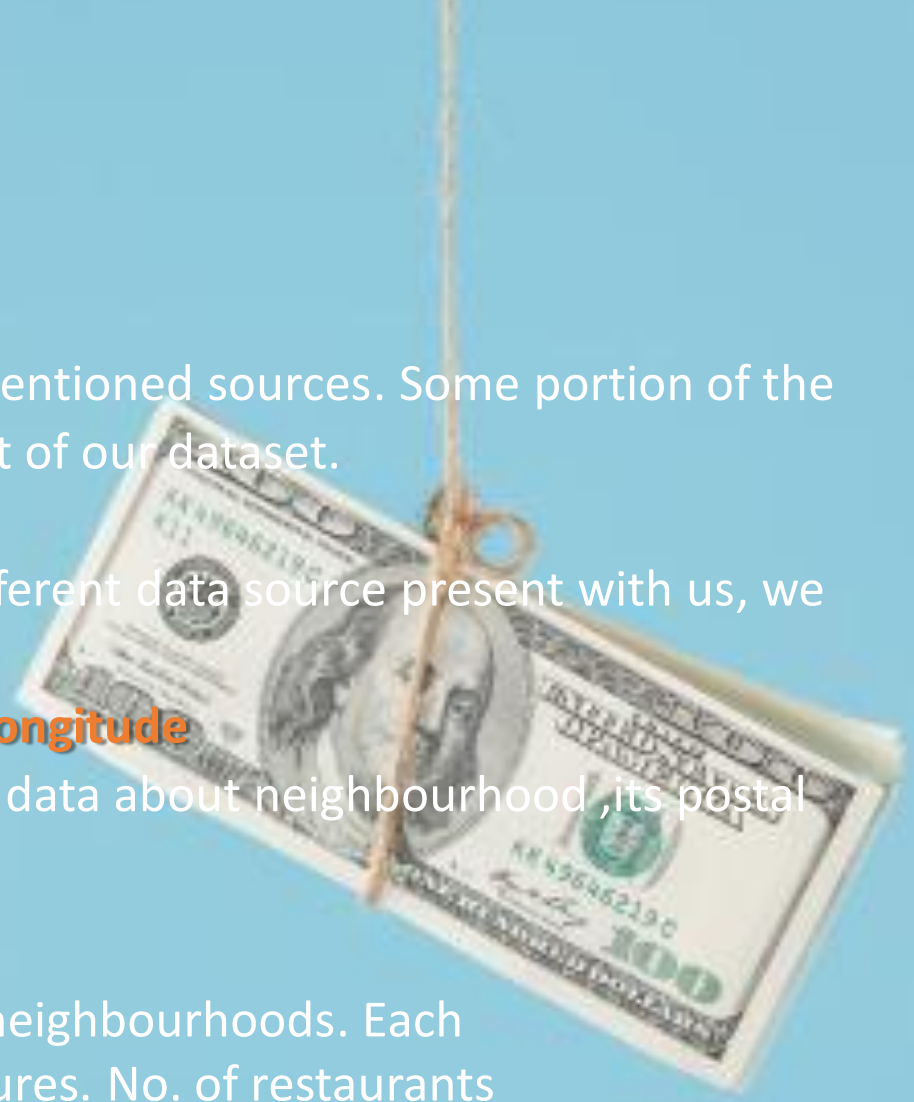 entioned sources. Some portion of the
t of our dataset.
ferent data source present with us, we
ongitude
data about neighbourhood ,its postal
neighbourhoods. Each
ures. No. of restaurants
100